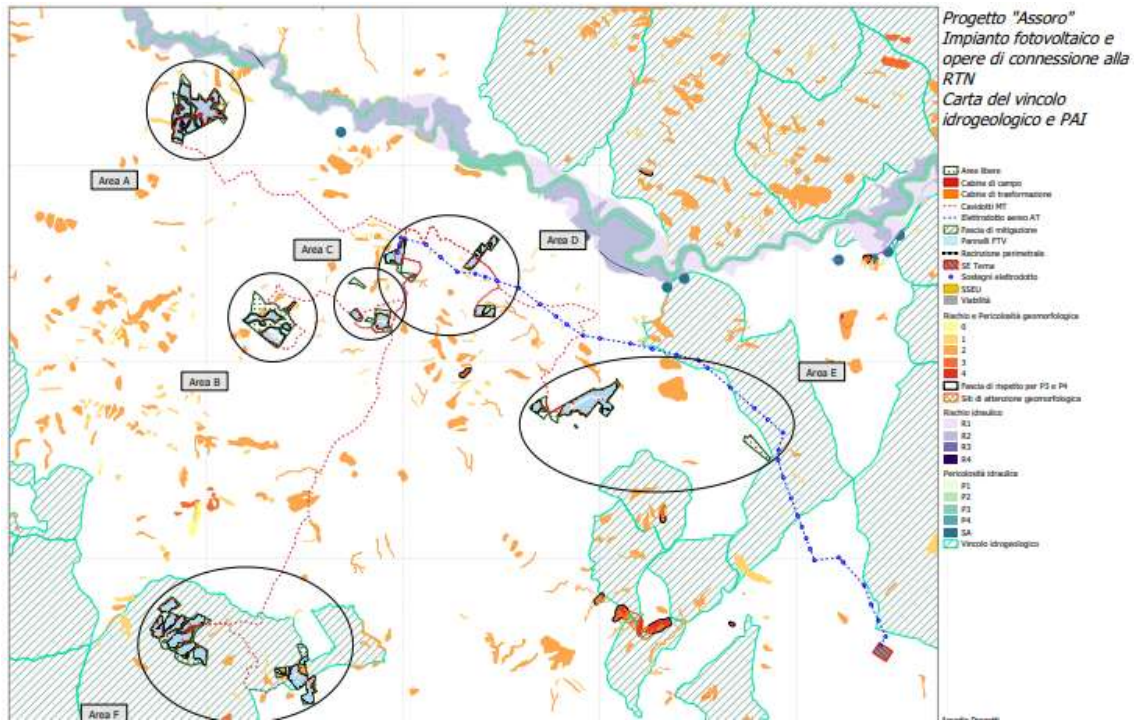 Progetto "Assoro"
Impianto fotovoltaico e
opere di connessione alla
RTN
Carta del vincolo
idrogeologico e PAI
Area A
Area B
Area C
Area D
Area E
Area F
Aree libere
Cabine di campo
Cabine di trasformazione
Cavidotti MT
Elettrodotto aereo AT
Fascia di mitigazione
Pannelli FTV
Recinzione perimetrale
SE Terna
Sostegni elettrodotto
SSEU
Viabilità
Rischio e Pericolosità geomorfologica
0
1
2
3
4
Fascia di rispetto per P3 e P4
Siti di attenzione geomorfologica
Rischio idraulico
R1
R2
R3
R4
Pericolosità idraulica
P1
P2
P3
P4
SA
Vincolo idrogeologico